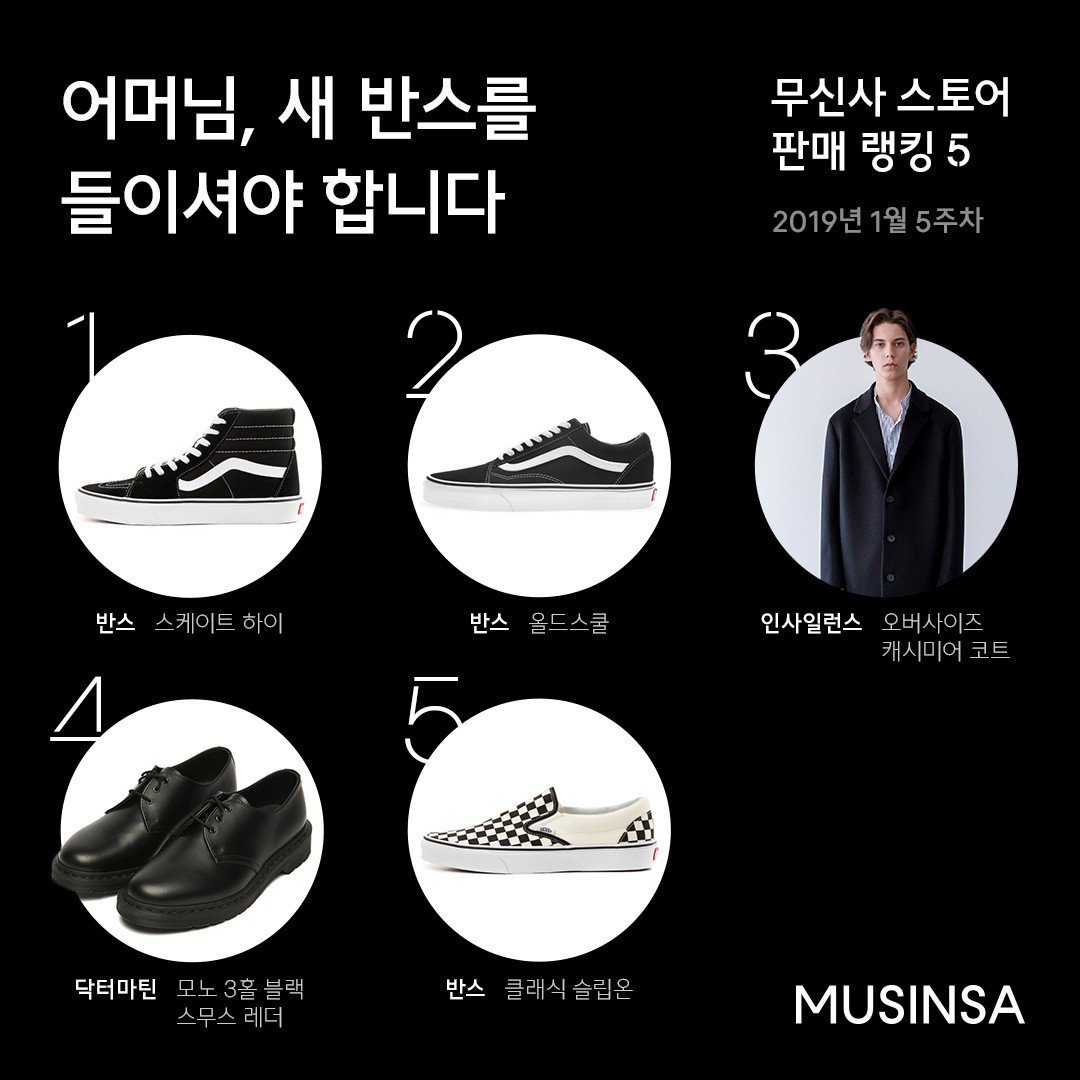 어머님, 새 반스를
들이셔야 합니다
무신사 스토어
판매 랭킹 5
2019년 1월 5주차
1
2
3
반스 스케이트 하이
반스 올드스쿨
인사일런스 오버사이즈
캐시미어 코트
4
5
닥터마틴 모노 3홀 블랙
스무스 레더
반스 클래식 슬립온
MUSINSA